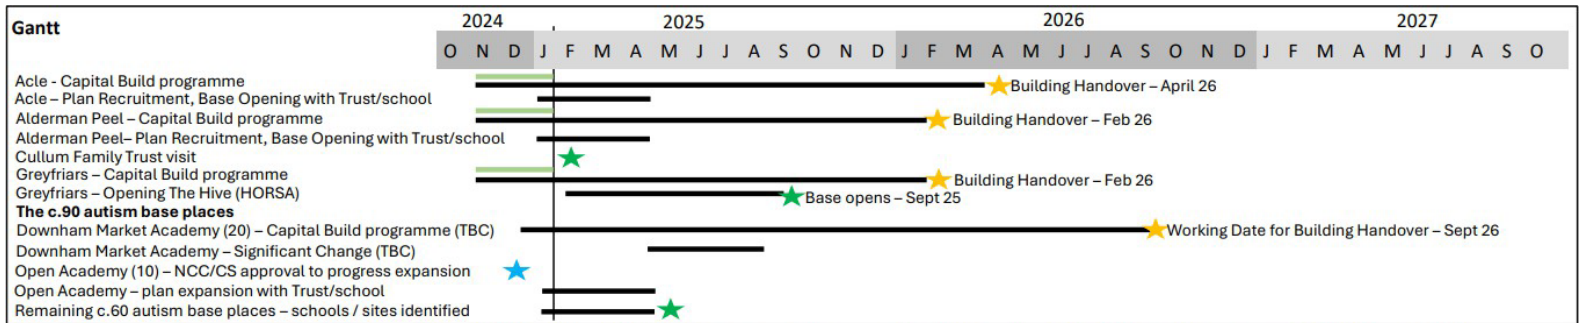 Gantt
2024 2025 2026 2027
O N D J F M A M J J A S O N D J F M A M J J A S O N D J F M A M J J A S O
Acle - Capital Build programme
Building Handover – April 26
Acle – Plan Recruitment, Base Opening with Trust/school
Alderman Peel– Capital Build programme
Building Handover – Feb 26
Alderman Peel– Plan Recruitment, Base Opening with Trust/school
Cullum Family Trust visit
Greyfriars – Capital Build programme
Building Handover – Feb 26
Greyfriars – Opening The Hive (HORSA)
Base opens – Sept 25
The c.90 autism base places
Downham Market Academy (20) – Capital Build programme (TBC)
Working Date for Building Handover – Sept 26
Downham Market Academy – Significant Change (TBC)
Open Academy (10) – NCC/CS approval to progress expansion
Open Academy – plan expansion with Trust/school
Remaining c.60 autism base places – schools / sites identified